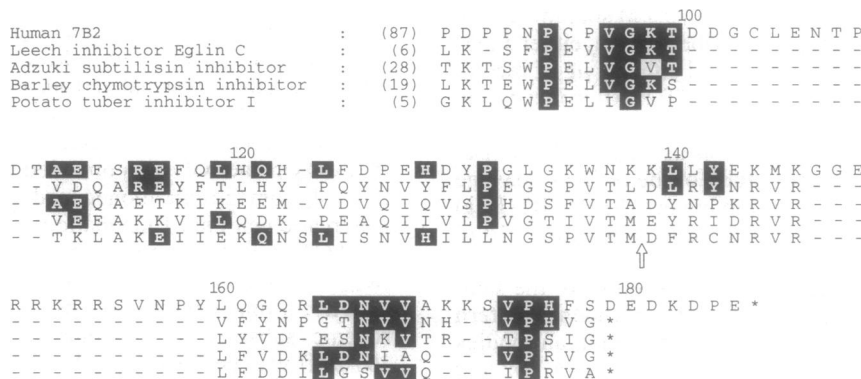 100
Human 7B2 : (87) P D P P N P C P V G K T D D G C L E N T P
Leech inhibitor Eglin C : (6) L K - S F P E V V G K T - - - - - - - - -
Adzuki subtilisin inhibitor : (28) T K T S W P E L V G V T - - - - - - - - -
Barley chymotrypsin inhibitor : (19) L K T E W P E L V G K S - - - - - - - - -
Potato tuber inhibitor I : (5) G K L Q W P E L I G V P - - - - - - - - -
120 140
D T A E F S R E F Q L H Q H - L F D P E H D Y P G L G K W N K K L L Y E K M K G G E
- - V D Q A R E Y F T L H Y - P Q Y N V Y F L P E G S P V T L D L R Y N R V R - - -
- - A E Q A E T K I K E E M - V D V Q I Q V S P H D S F V T A D Y N P K R V R - - -
- - V E E A K K V I L Q D K - P E A Q I I V L P V G T I V T M E Y R I D R V R - - -
- - T K L A K E I I E K Q N S L I S N V H I L L N G S P V T M D F R C N R V R - - -
⇧
160 180
R R K R R S V N P Y L Q G Q R L D N V V A K K S V P H F S D E D K D P E *
- - - - - - - - - - V F Y N P G T N V V N H - - V P H V G *
- - - - - - - - - - L Y V D - E S N K V T R - - T P S I G *
- - - - - - - - - - L F V D K L D N I A Q - - - V P R V G *
- - - - - - - - - - L F D D I L G S V V Q - - - I P R V A *